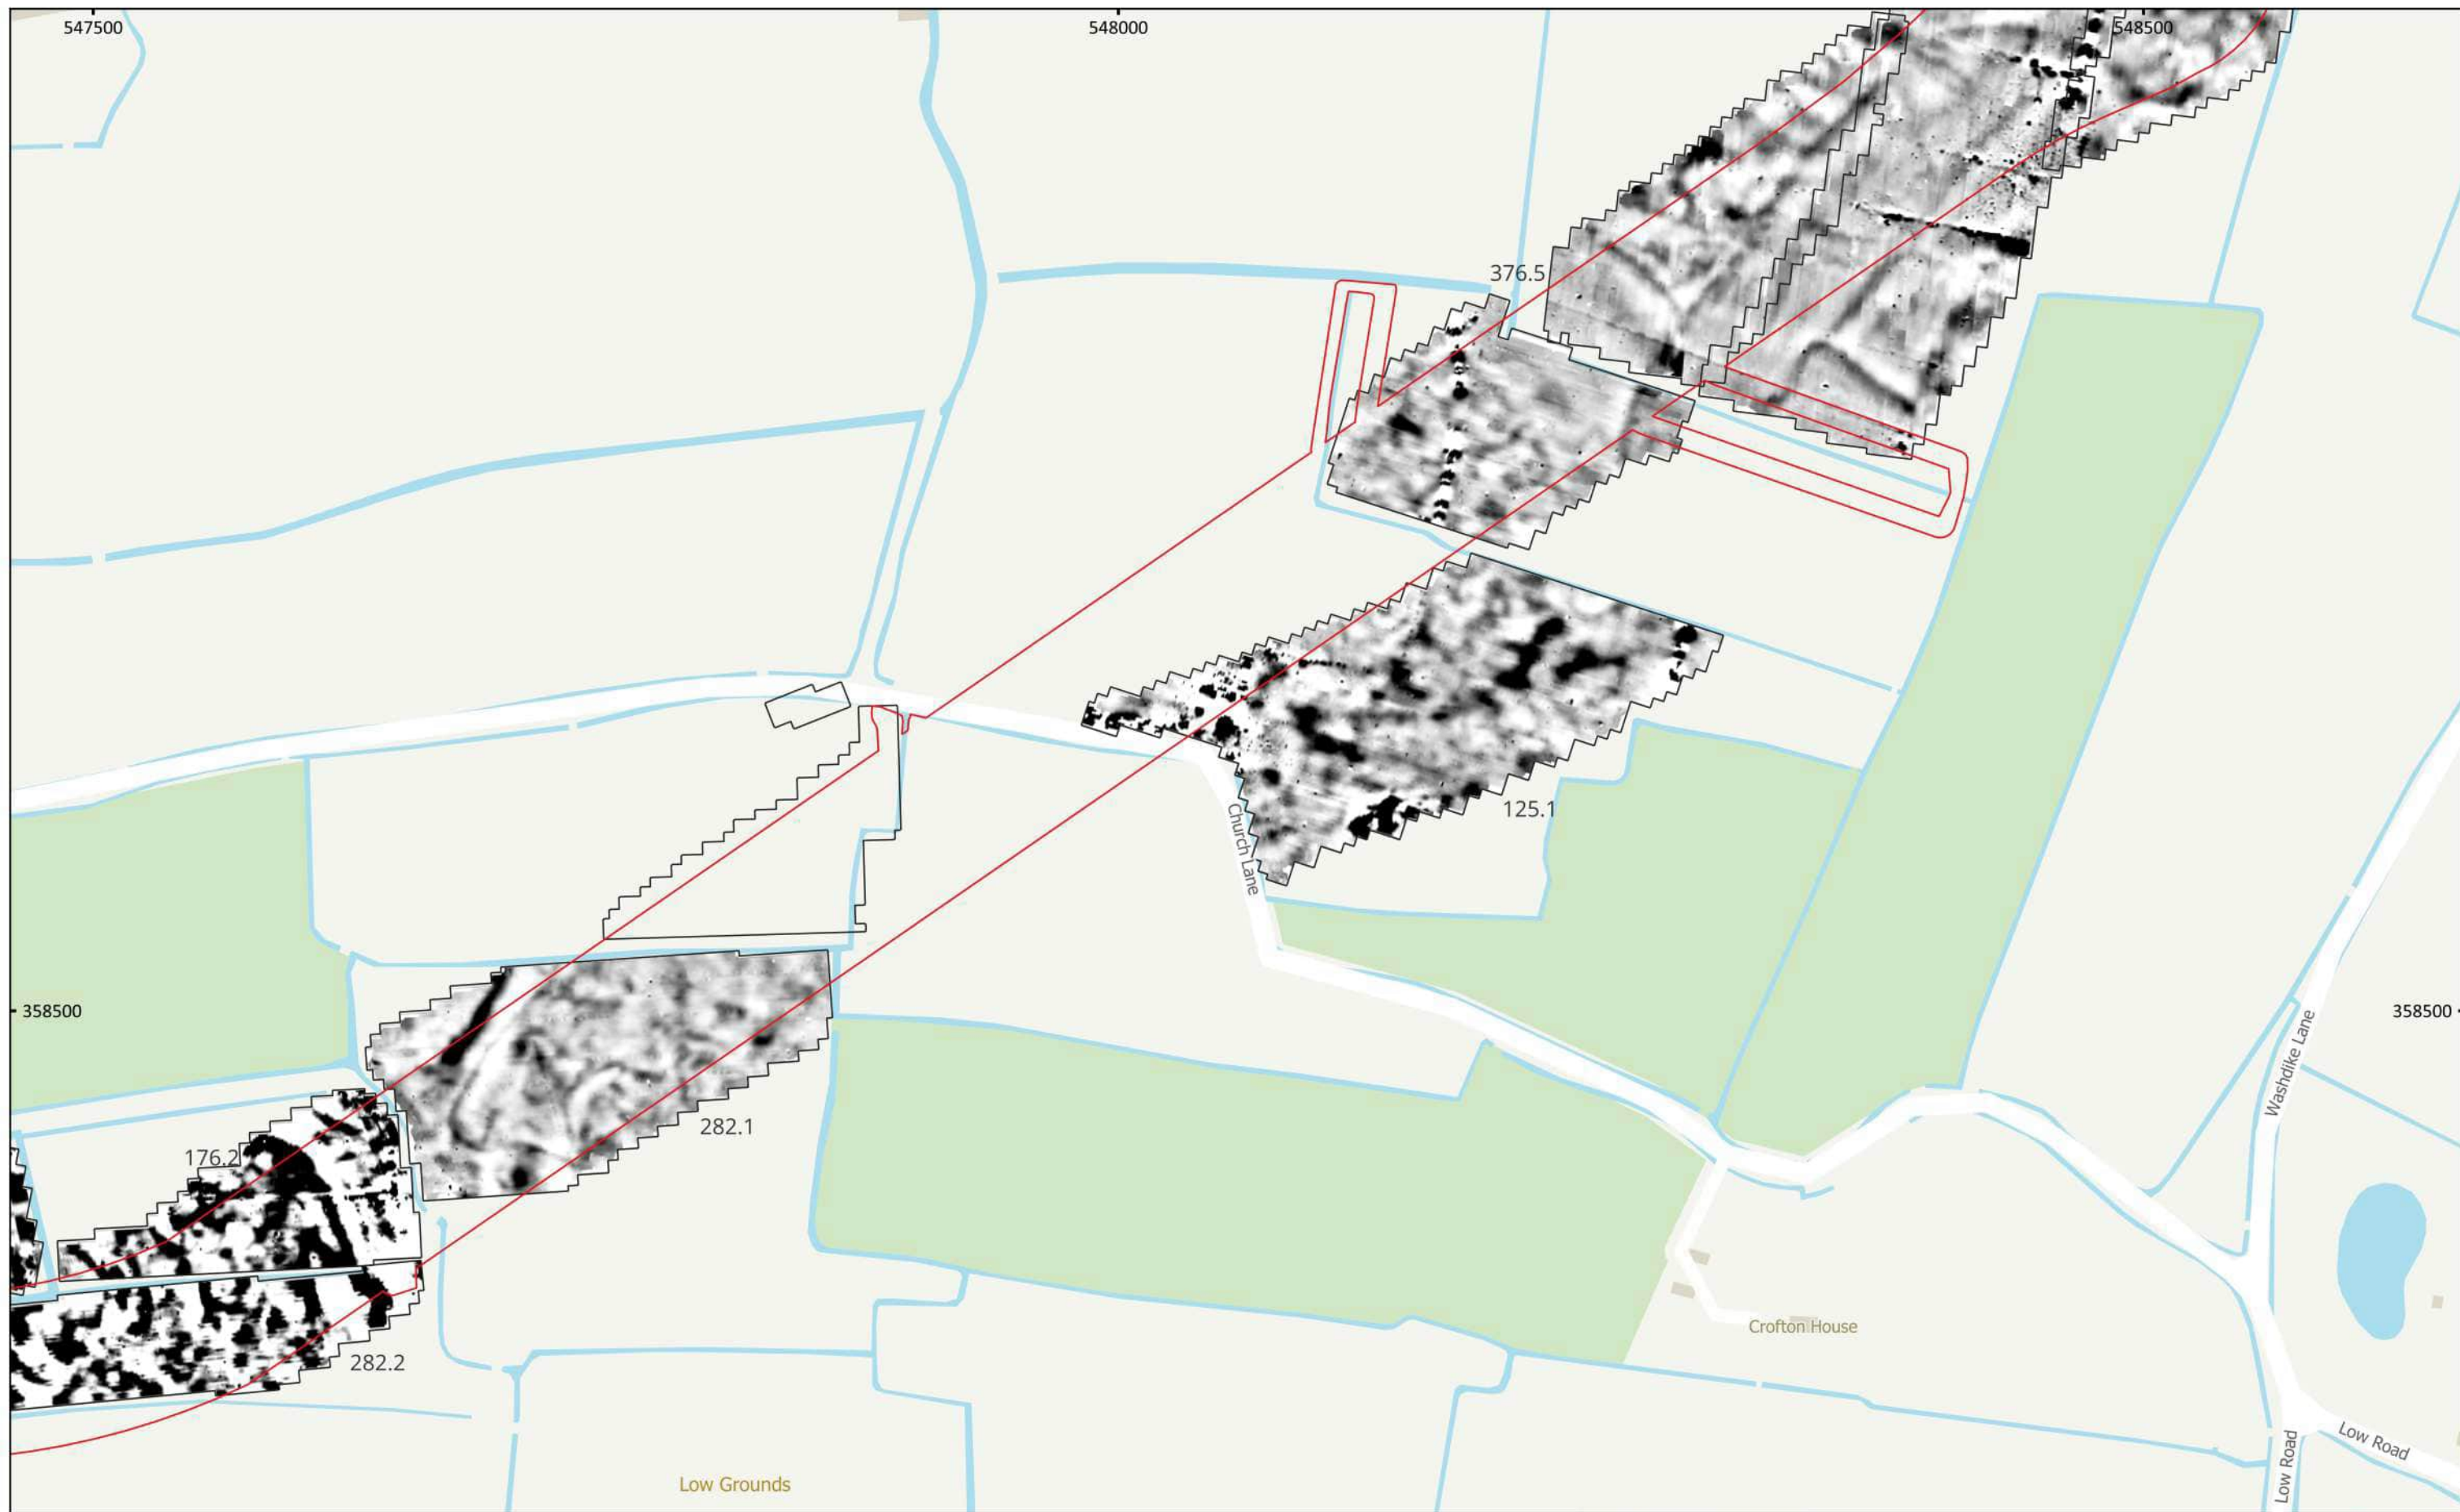 547500
548000
548500
376.5
125.1
Church Lane
358500
358500
Washdike Lane
282.1
176.2
Crofton House
282.2
Low Road
Low Road
Low Grounds